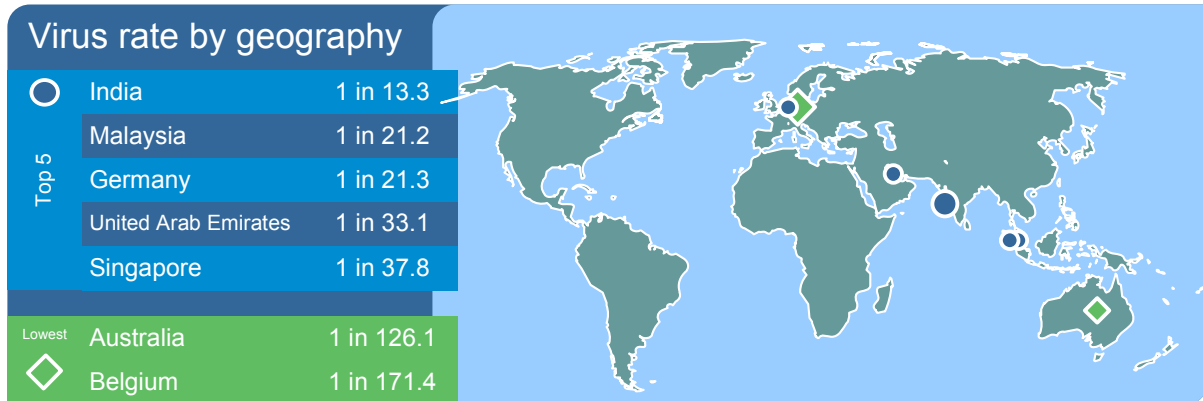 Virus rate by geography
India 1 in 13.3
Malaysia 1 in 21.2
Top 5
Germany 1 in 21.3
United Arab Emirates 1 in 33.1
Singapore 1 in 37.8
Lowest
Australia 1 in 126.1
Belgium 1 in 171.4